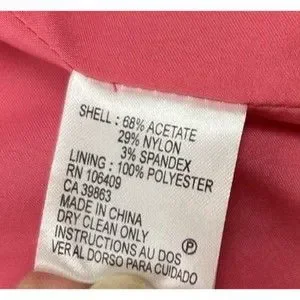 SHELL : 68% ACETATE
29% NYLON
3% SPANDEX
LINING : 100% POLYESTER
RN 106409
CA 39863
MADE IN CHINA
DRY CLEAN ONLY Ⓟ
INSTRUCTIONS AU DOS
VER AL DORSO PARA CUIDADO